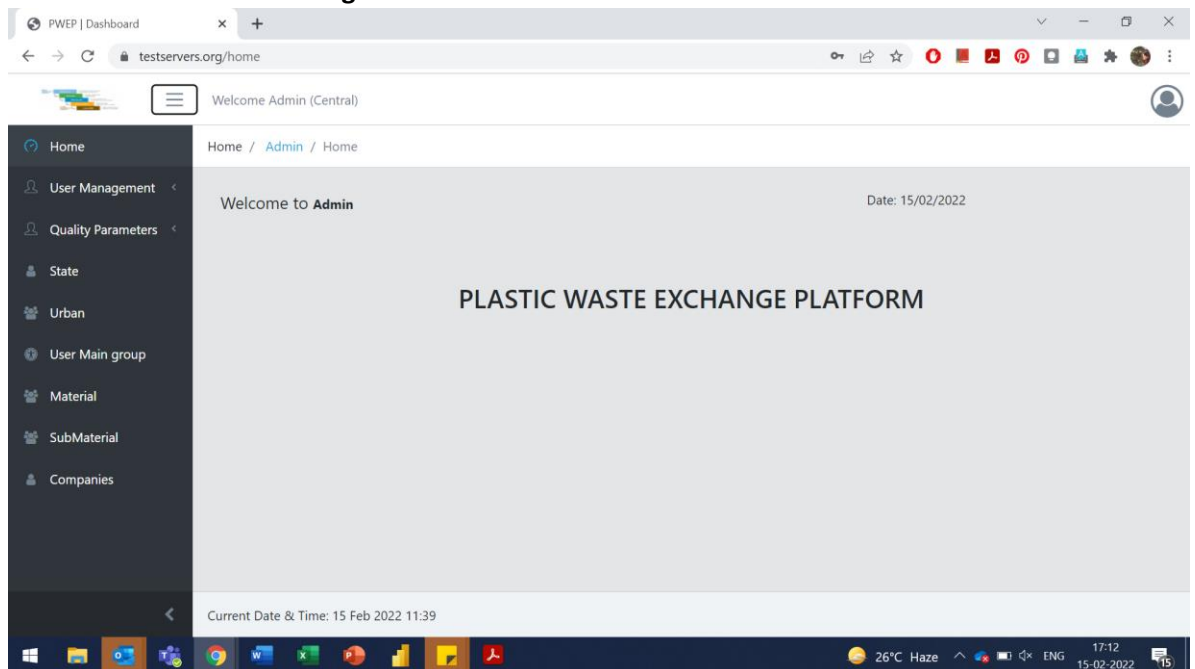 PWEP | Dashboard
testservers.org/home
Welcome Admin (Central)
Home
Home / Admin / Home
User Management
Welcome to Admin
Date: 15/02/2022
Quality Parameters
State
PLASTIC WASTE EXCHANGE PLATFORM
Urban
User Main group
Material
SubMaterial
Companies
Current Date & Time: 15 Feb 2022 11:39
26°C Haze
ENG
17:12
15-02-2022
15